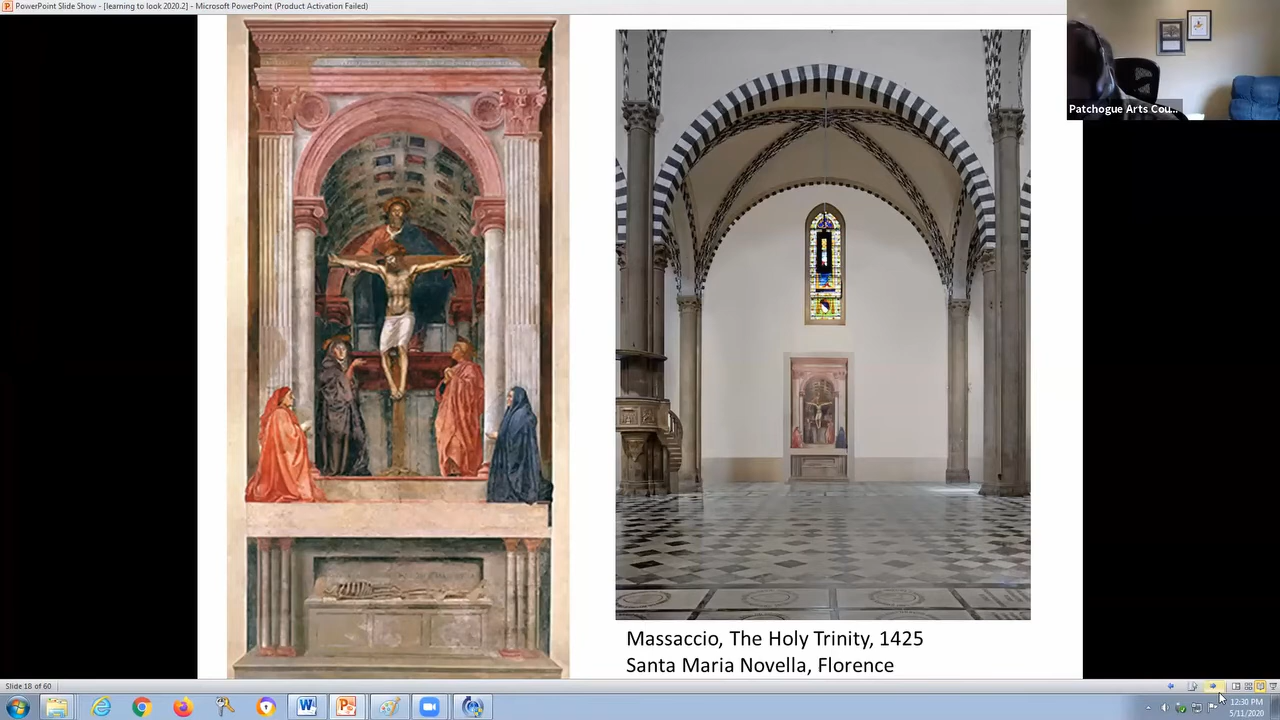 PowerPoint Slide Show - [learning to look 2020.2] - Microsoft PowerPoint (Product Activation Failed)
Patchogue Arts Cou...
Massaccio, The Holy Trinity, 1425
Santa Maria Novella, Florence
Slide 18 of 60
12:30 PM
5/11/2020